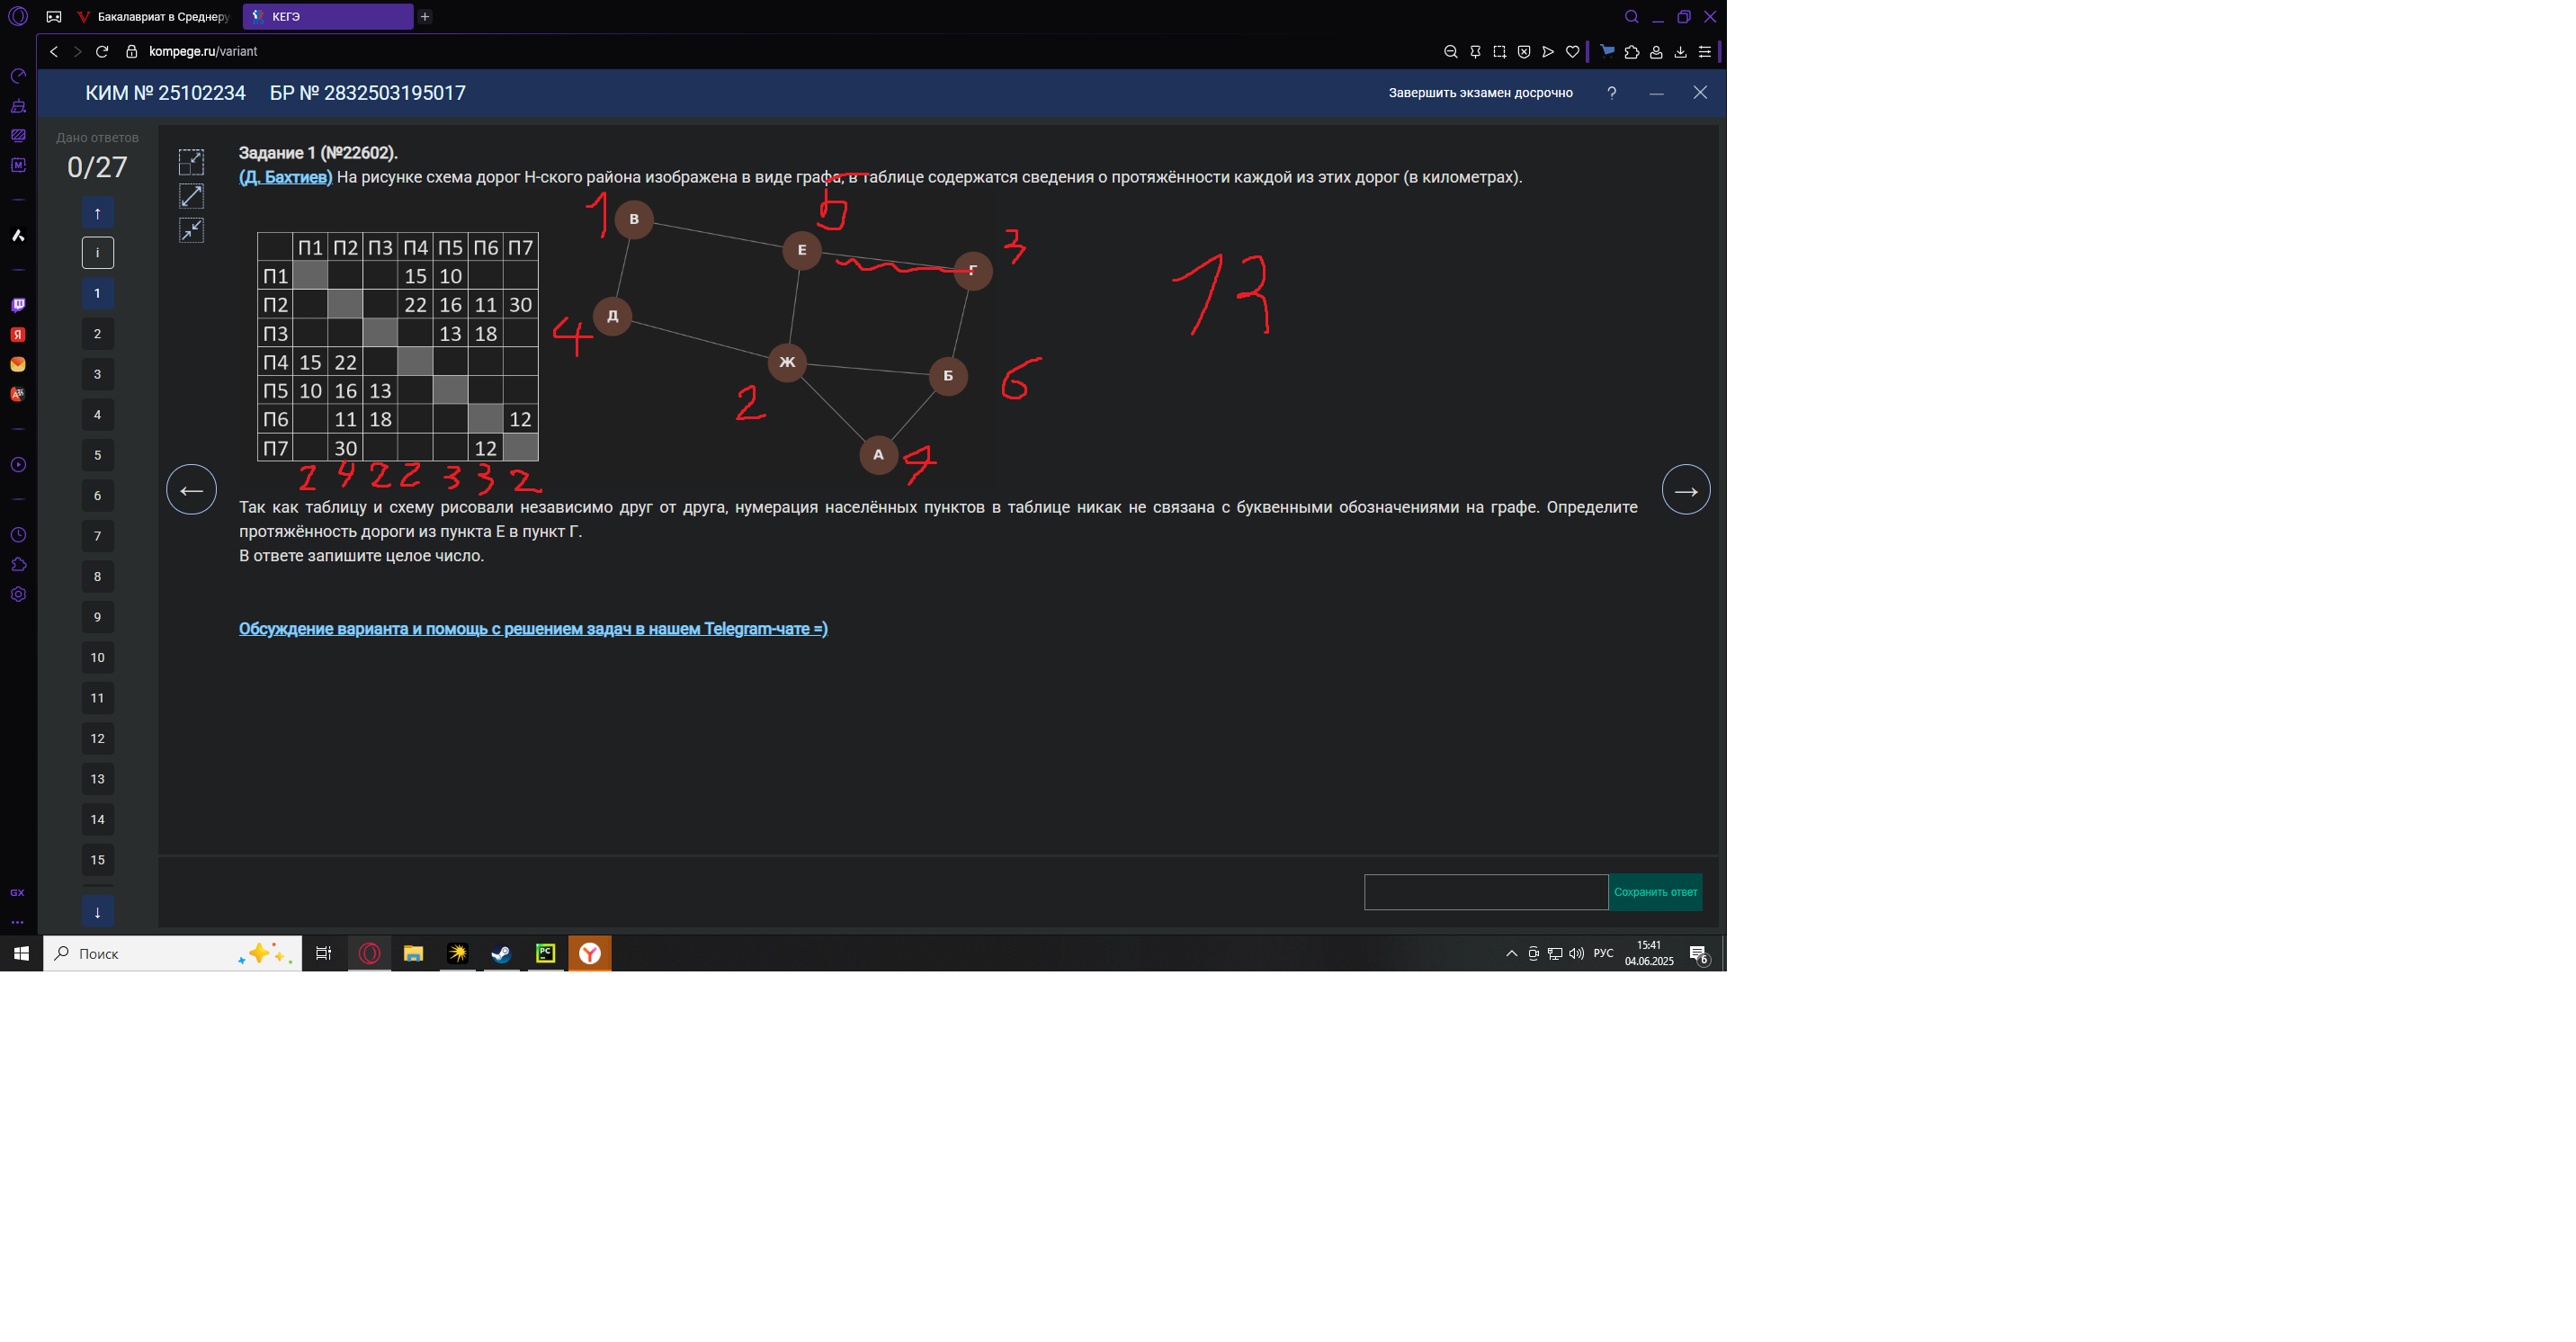 Бакалавриат в Среднеру
КЕГЭ
kompege.ru/variant
КИМ № 25102234 БР № 2832503195017
Завершить экзамен досрочно
Дано ответов
0/27
i
1
2
3
4
5
6
7
8
9
10
11
12
13
14
15
Задание 1 (№22602).
(Д. Бахтиев) На рисунке схема дорог Н-ского района изображена в виде графа, в таблице содержатся сведения о протяжённости каждой из этих дорог (в километрах).
П1 П2 П3 П4 П5 П6 П7
П1 15 10
П2 22 16 11 30
П3 13 18
П4 15 22
П5 10 16 13
П6 11 18 12
П7 30 12
2 4 2 2 3 3 2
1 В
5
Е
3
Г
4 Д
Ж
2
Б 6
А 7
13
Так как таблицу и схему рисовали независимо друг от друга, нумерация населённых пунктов в таблице никак не связана с буквенными обозначениями на графе. Определите
протяжённость дороги из пункта Е в пункт Г.
В ответе запишите целое число.
Обсуждение варианта и помощь с решением задач в нашем Telegram-чате =)
Сохранить ответ
GX
Поиск
PC
РУС
15:41
04.06.2025
6